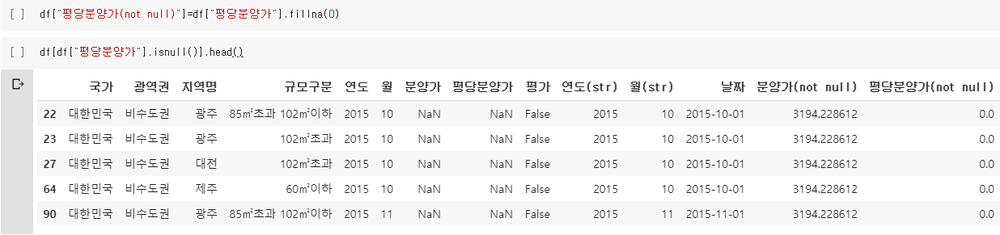 [ ] df["평당분양가(not null)"]=df["평당분양가"].fillna(0)
[ ] df[df["평당분양가"].isnull()].head()
국가 광역권 지역명 규모구분 연도 월 분양가 평당분양가 평가 연도(str) 월(str) 날짜 분양가(not null) 평당분양가(not null)
22 대한민국 비수도권 광주 85㎡초과 102㎡이하 2015 10 NaN NaN False 2015 10 2015-10-01 3194.228612 0.0
23 대한민국 비수도권 광주 102㎡초과 2015 10 NaN NaN False 2015 10 2015-10-01 3194.228612 0.0
27 대한민국 비수도권 대전 102㎡초과 2015 10 NaN NaN False 2015 10 2015-10-01 3194.228612 0.0
64 대한민국 비수도권 제주 60㎡이하 2015 10 NaN NaN False 2015 10 2015-10-01 3194.228612 0.0
90 대한민국 비수도권 광주 85㎡초과 102㎡이하 2015 11 NaN NaN False 2015 11 2015-11-01 3194.228612 0.0